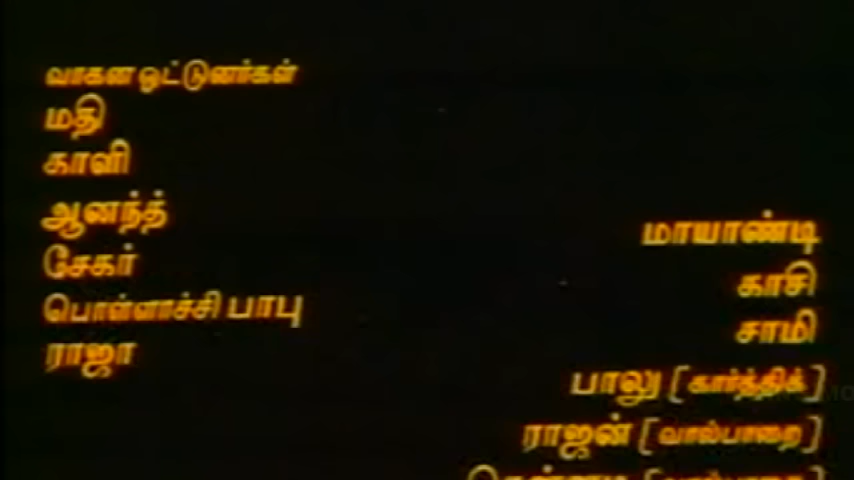 வாகன ஓட்டுனர்கள்
மதி
காளி
ஆனந்த்
சேகர்
பொள்ளாச்சி பாபு
ராஜா
மாயாண்டி
காசி
சாமி
பாலு [கார்த்திக்]
ராஜன் [வால்பாறை]
[வால்பாறை]